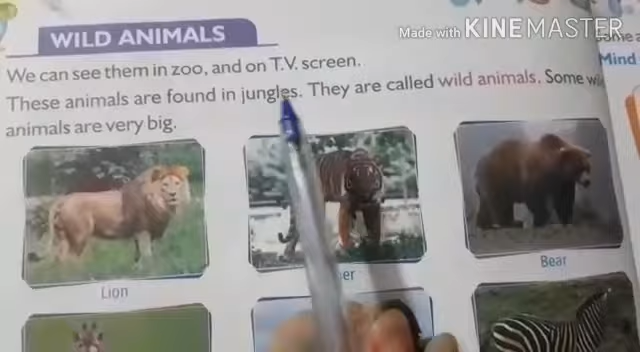 Made with KINEMASTER
WILD ANIMALS
We can see them in zoo, and on T.V. screen.
These animals are found in jungles. They are called wild animals. Some
animals are very big.
Lion
Bear
Mind